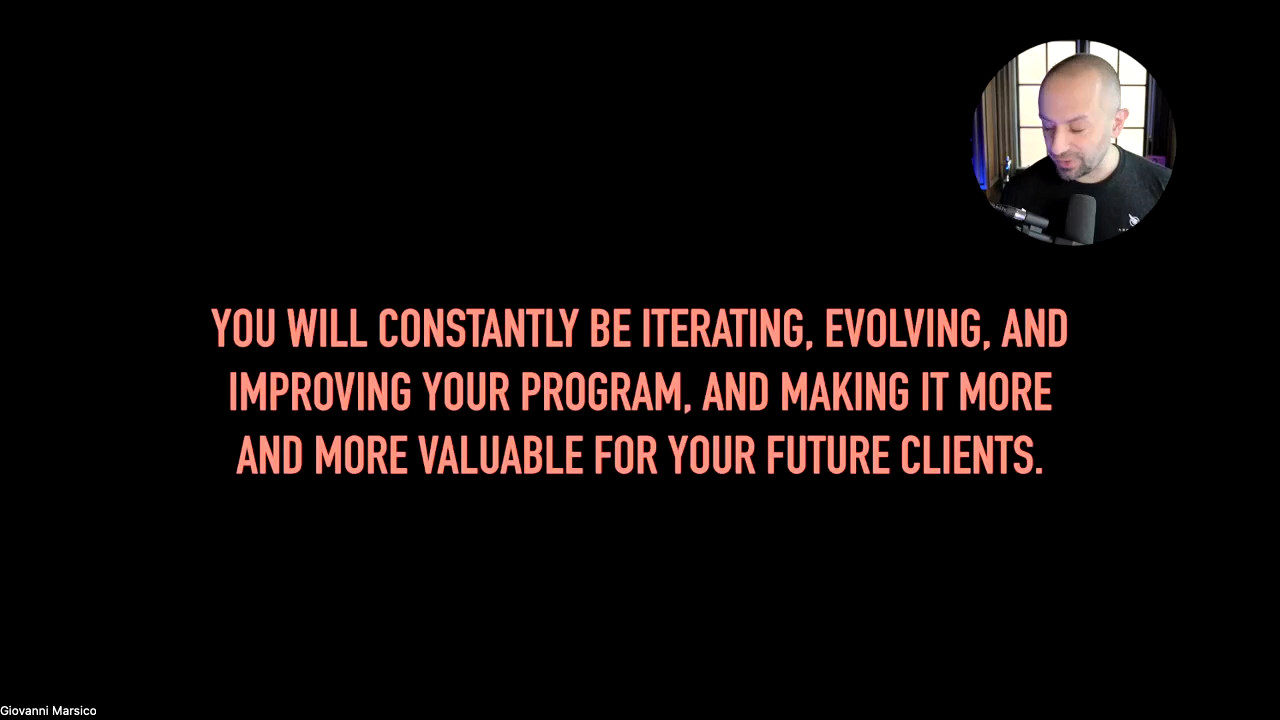 YOU WILL CONSTANTLY BE ITERATING, EVOLVING, AND
IMPROVING YOUR PROGRAM, AND MAKING IT MORE
AND MORE VALUABLE FOR YOUR FUTURE CLIENTS.
Giovanni Marsico